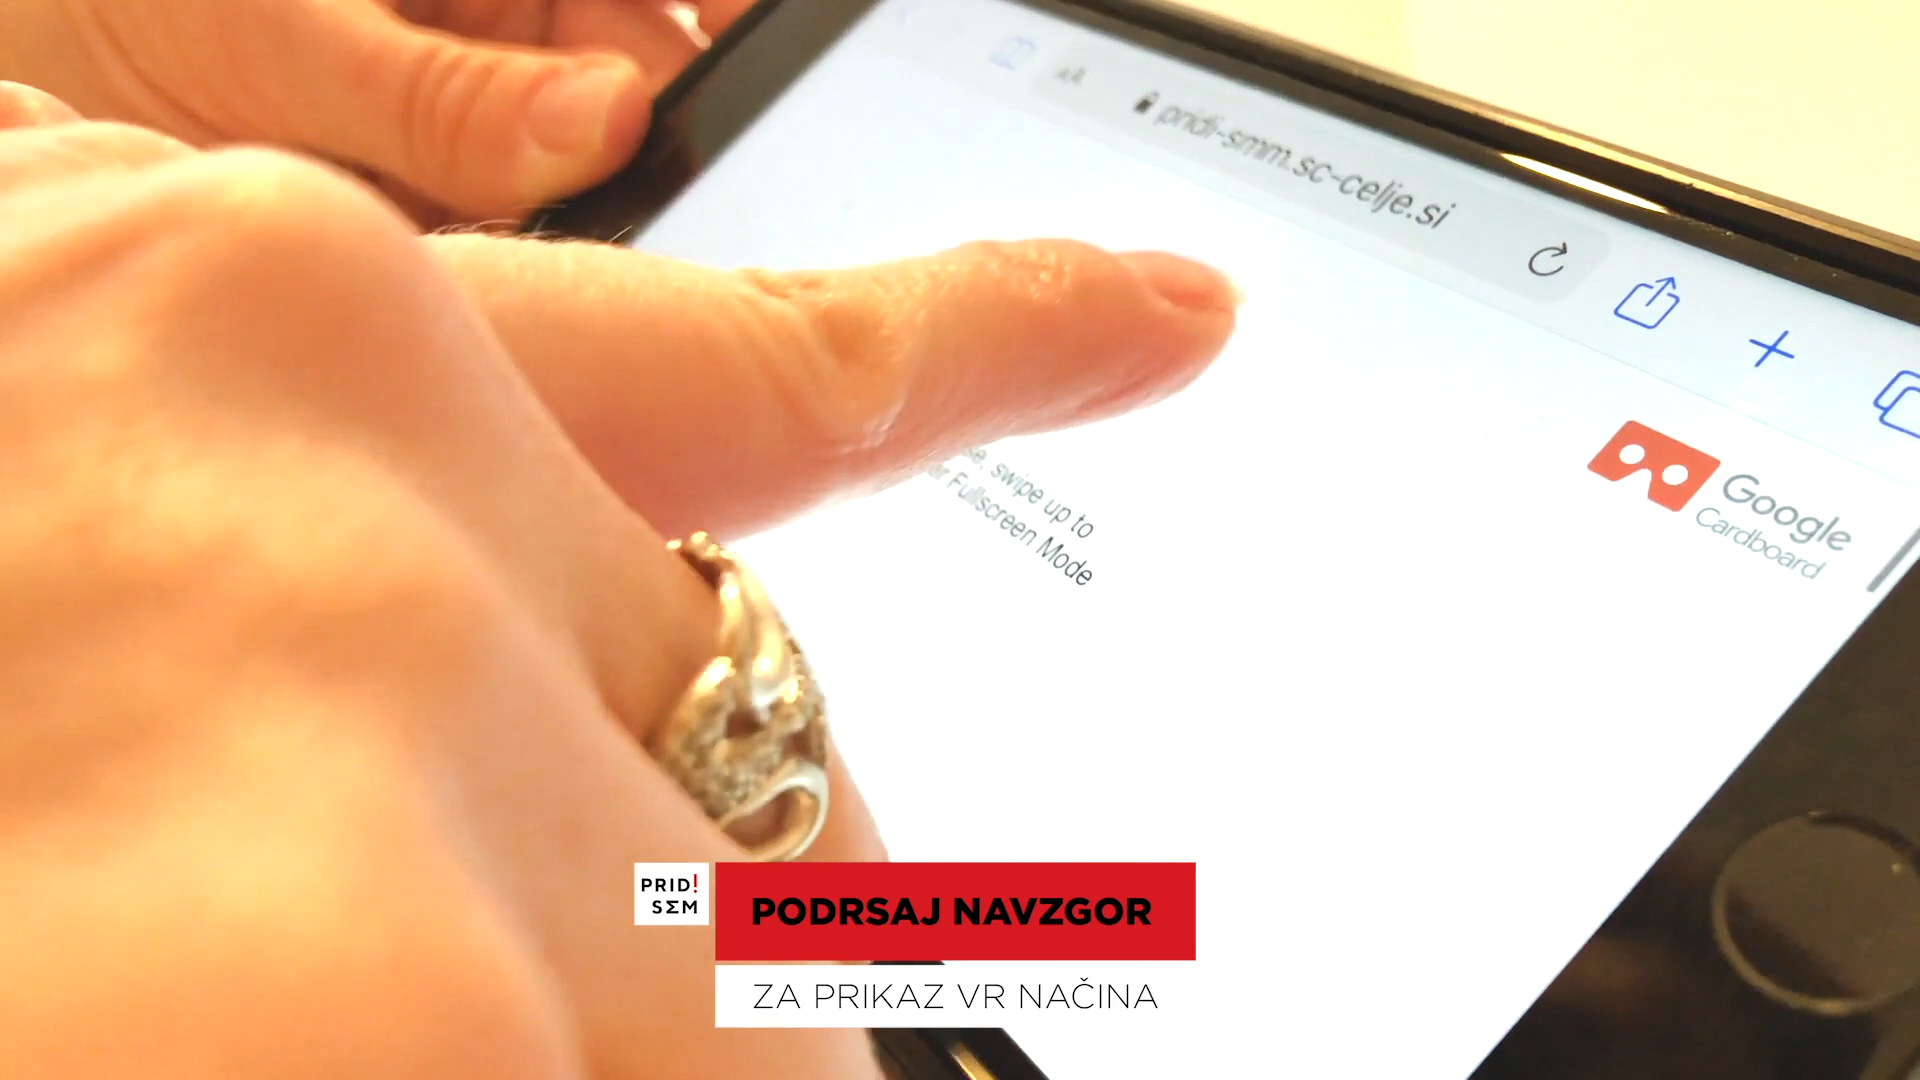 AA
pridi-smm.sc-celje.si
swipe up to
Fullscreen Mode
Google
Cardboard
PRID!
SΣM
PODRSAJ NAVZGOR
ZA PRIKAZ VR NAČINA